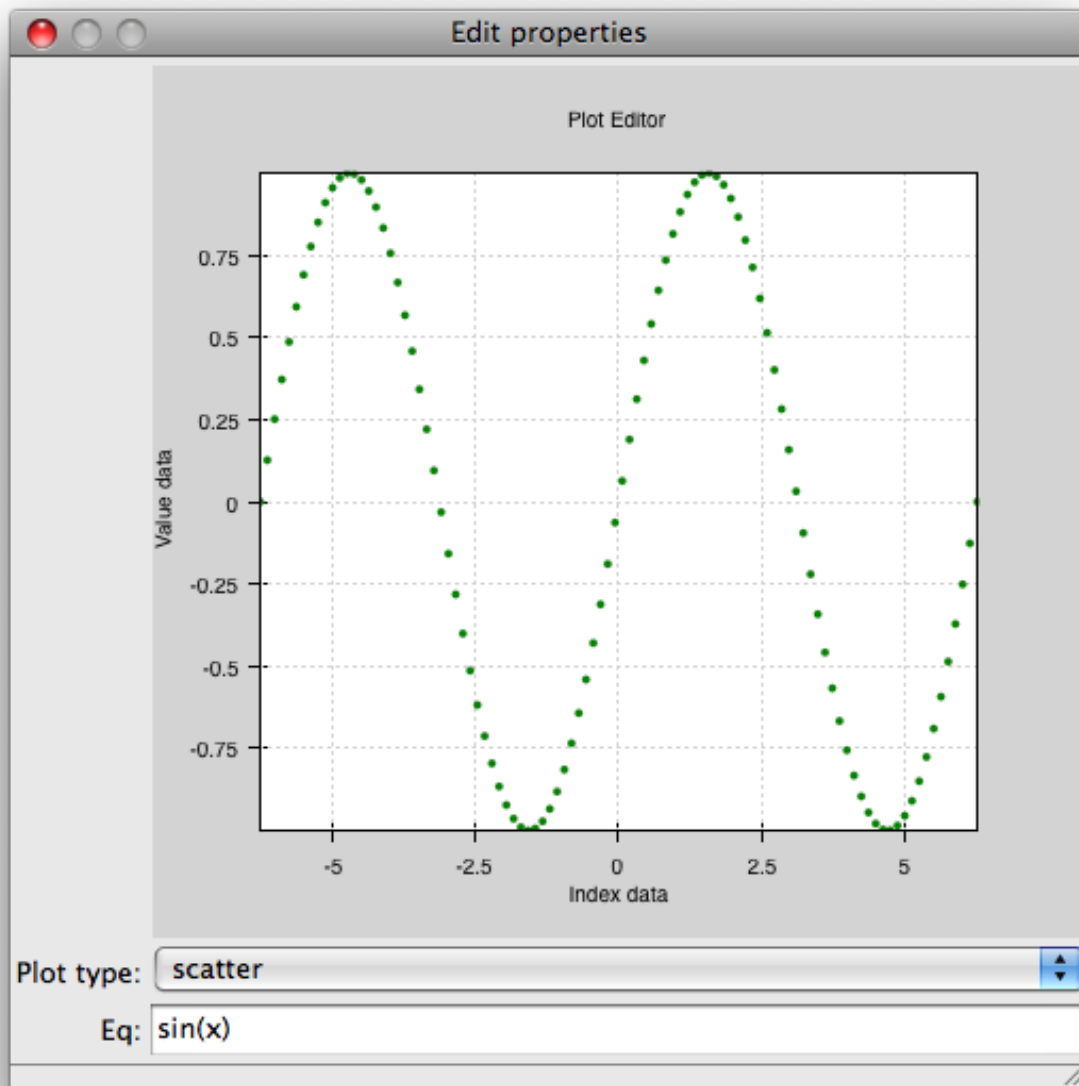 Edit properties
Plot Editor
0.75
0.5
0.25
0
-0.25
-0.5
-0.75
Value data
-5 -2.5 0 2.5 5
Index data
Plot type: scatter
Eq: sin(x)